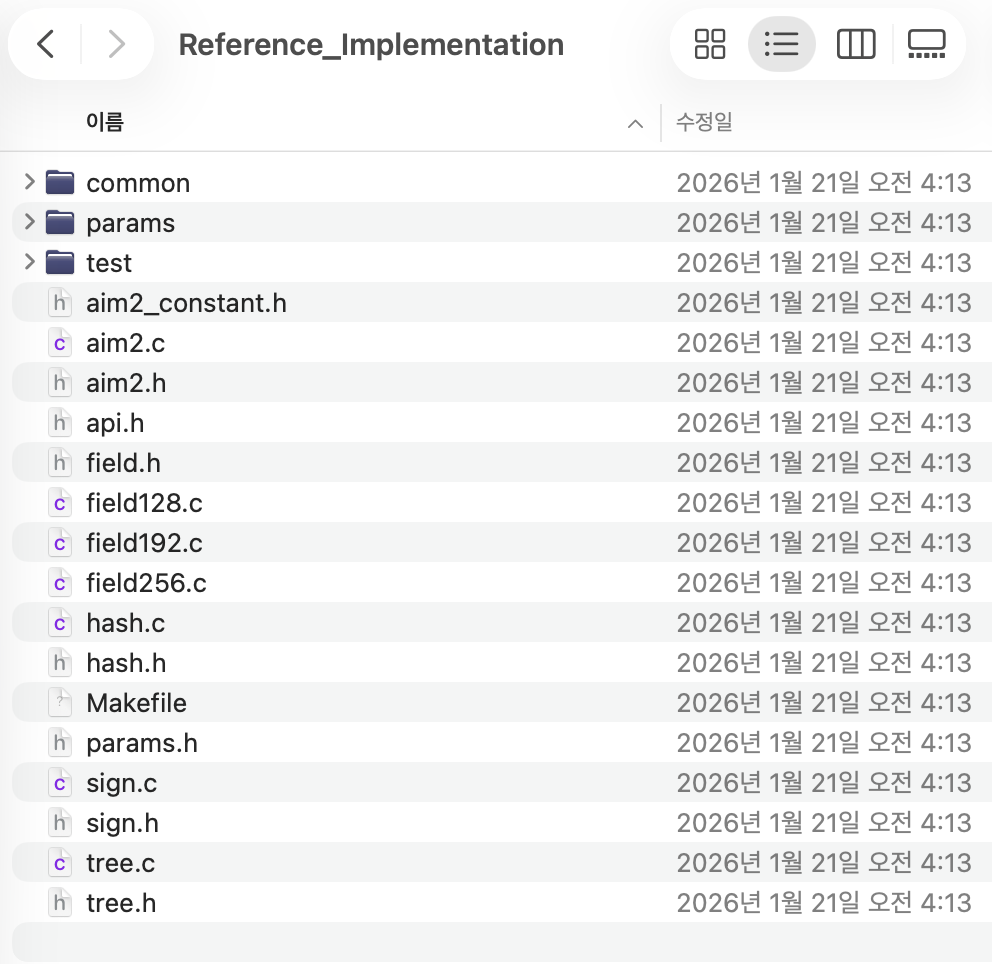 Reference_Implementation
이름 수정일
common 2026년 1월 21일 오전 4:13
params 2026년 1월 21일 오전 4:13
test 2026년 1월 21일 오전 4:13
h aim2_constant.h 2026년 1월 21일 오전 4:13
c aim2.c 2026년 1월 21일 오전 4:13
h aim2.h 2026년 1월 21일 오전 4:13
h api.h 2026년 1월 21일 오전 4:13
h field.h 2026년 1월 21일 오전 4:13
c field128.c 2026년 1월 21일 오전 4:13
c field192.c 2026년 1월 21일 오전 4:13
c field256.c 2026년 1월 21일 오전 4:13
c hash.c 2026년 1월 21일 오전 4:13
h hash.h 2026년 1월 21일 오전 4:13
? Makefile 2026년 1월 21일 오전 4:13
h params.h 2026년 1월 21일 오전 4:13
c sign.c 2026년 1월 21일 오전 4:13
h sign.h 2026년 1월 21일 오전 4:13
c tree.c 2026년 1월 21일 오전 4:13
h tree.h 2026년 1월 21일 오전 4:13